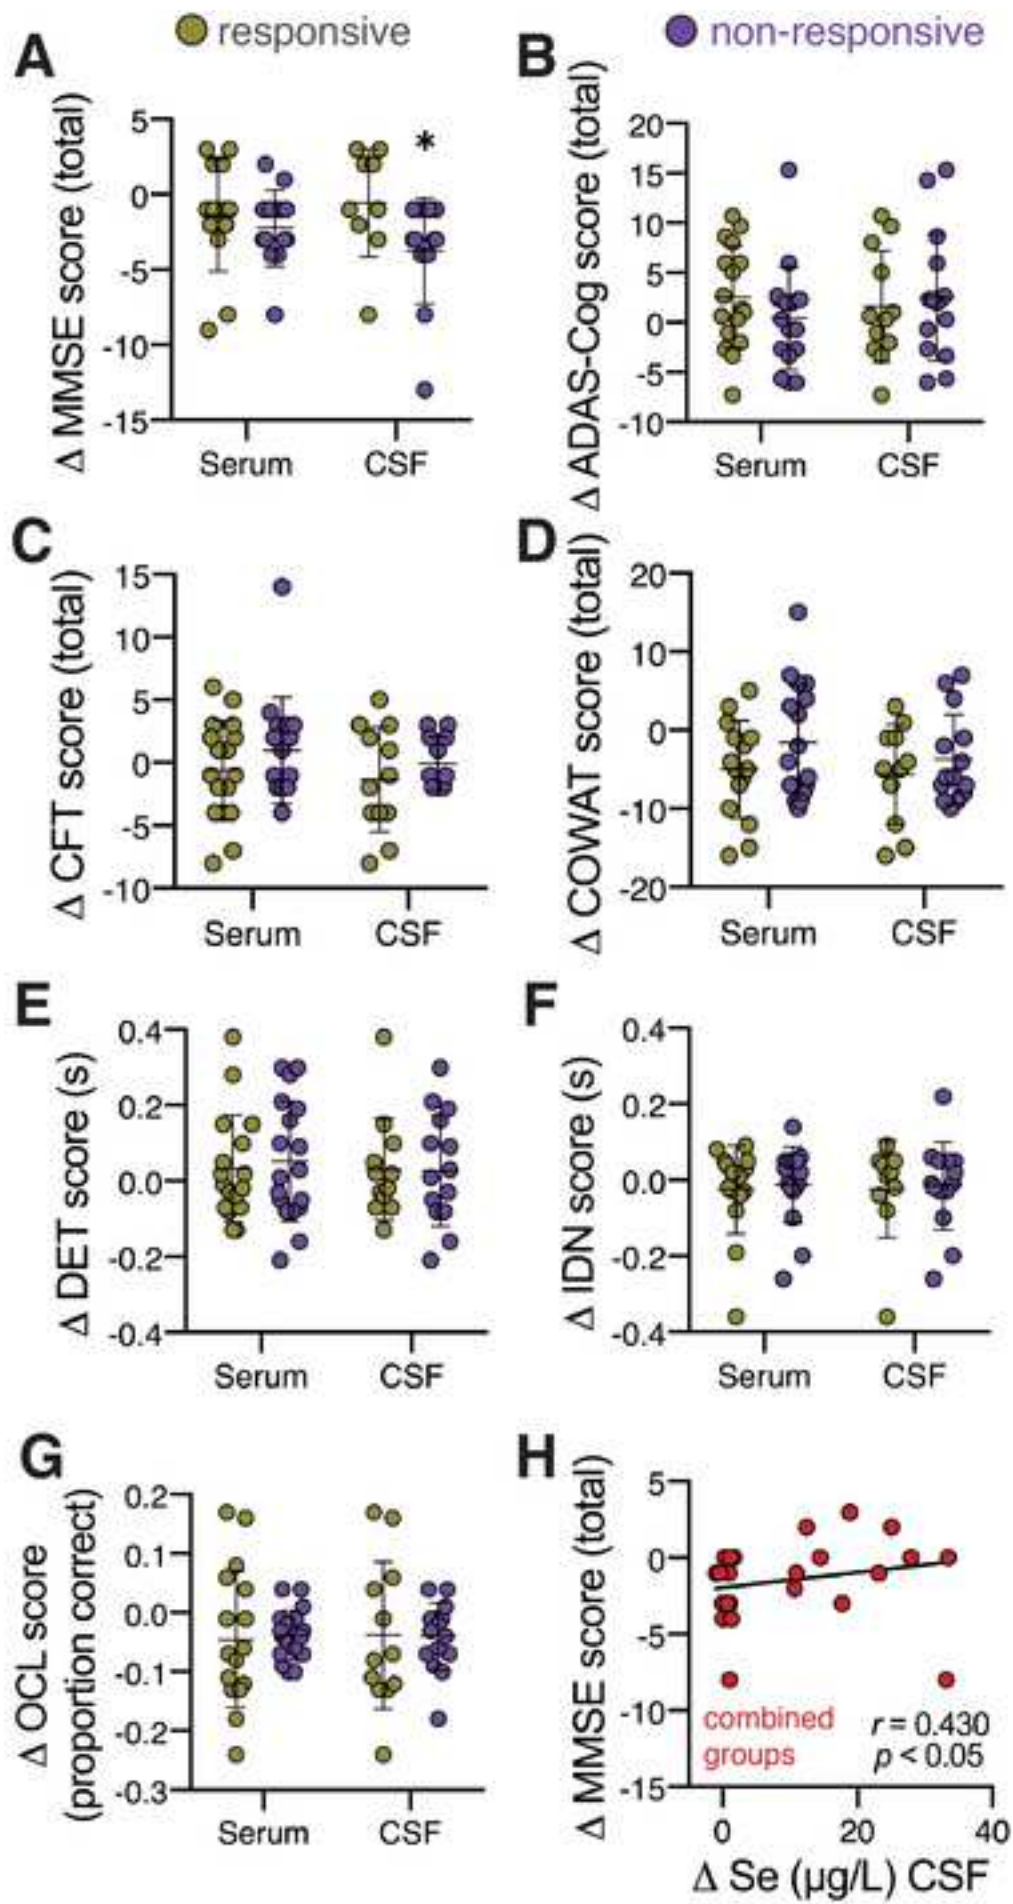 responsive
non-responsive
A
Δ MMSE score (total)
5
0
-5
-10
-15
Serum
CSF
*
B
Δ ADAS-Cog score (total)
20
15
10
5
0
-5
-10
Serum
CSF
C
Δ CFT score (total)
15
10
5
0
-5
-10
Serum
CSF
D
Δ COWAT score (total)
20
10
0
-10
-20
Serum
CSF
E
Δ DET score (s)
0.4
0.2
0.0
-0.2
-0.4
Serum
CSF
F
Δ IDN score (s)
0.4
0.2
0.0
-0.2
-0.4
Serum
CSF
G
Δ OCL score
(proportion correct)
0.2
0.1
0.0
-0.1
-0.2
-0.3
Serum
CSF
H
Δ MMSE score (total)
5
0
-5
-10
-15
combined
groups
r = 0.430
p < 0.05
0
20
40
Δ Se (µg/L) CSF